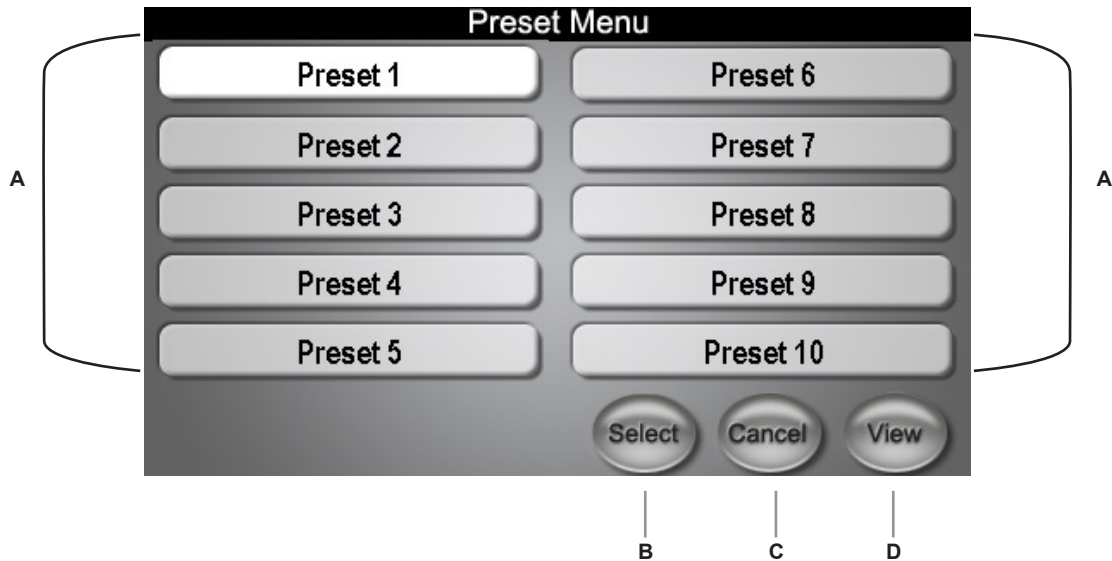 Preset Menu
Preset 1 Preset 6
Preset 2 Preset 7
A A
Preset 3 Preset 8
Preset 4 Preset 9
Preset 5 Preset 10
Select Cancel View
B C D